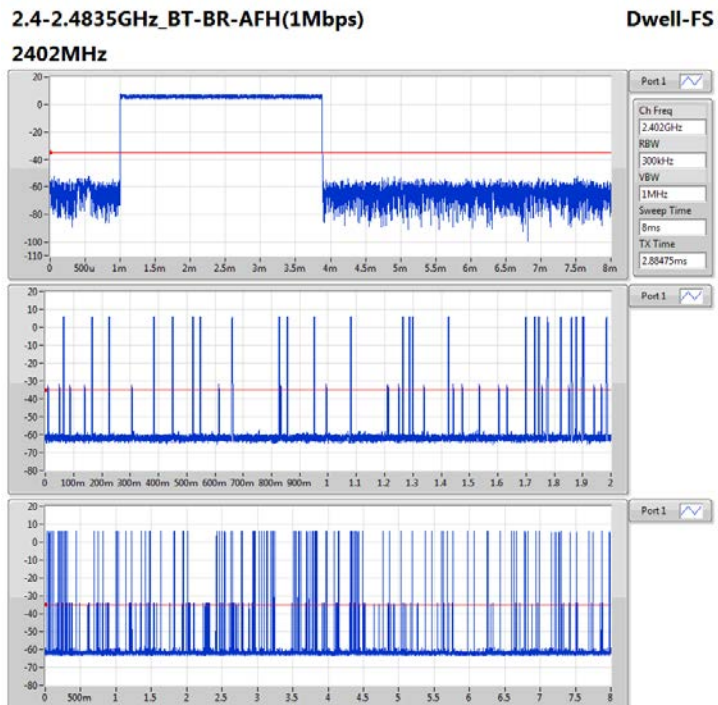 2.4-2.4835GHz_BT-BR-AFH(1Mbps) Dwell-FS
2402MHz
20
0
-20
-40
-60
-80
-100
-110
0 500u 1m 1.5m 2m 2.5m 3m 3.5m 4m 4.5m 5m 5.5m 6m 6.5m 7m 7.5m 8m
Port 1
Ch Freq
2.402GHz
RBW
300kHz
VBW
1MHz
Sweep Time
8ms
TX Time
2.88475ms
20
10
0
-10
-20
-30
-40
-50
-60
-70
-80
0 100m 200m 300m 400m 500m 600m 700m 800m 900m 1 1.1 1.2 1.3 1.4 1.5 1.6 1.7 1.8 1.9 2
Port 1
20
10
0
-10
-20
-30
-40
-50
-60
-70
-80
0 500m 1 1.5 2 2.5 3 3.5 4 4.5 5 5.5 6 6.5 7 7.5 8
Port 1